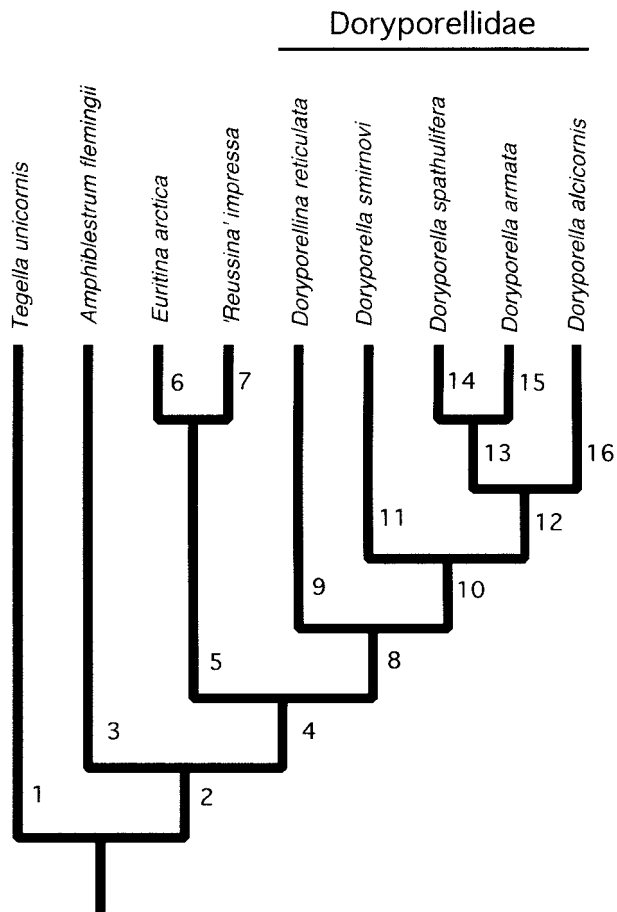 Doryporellidae
Tegella unicornis
Amphiblestrum flemingii
Euritina arctica
'Reussina' impressa
Doryporellina reticulata
Doryporella smirnovi
Doryporella spathulifera
Doryporella armata
Doryporella alcicornis
6
7
14
15
13
16
11
12
9
10
5
8
3
4
1
2